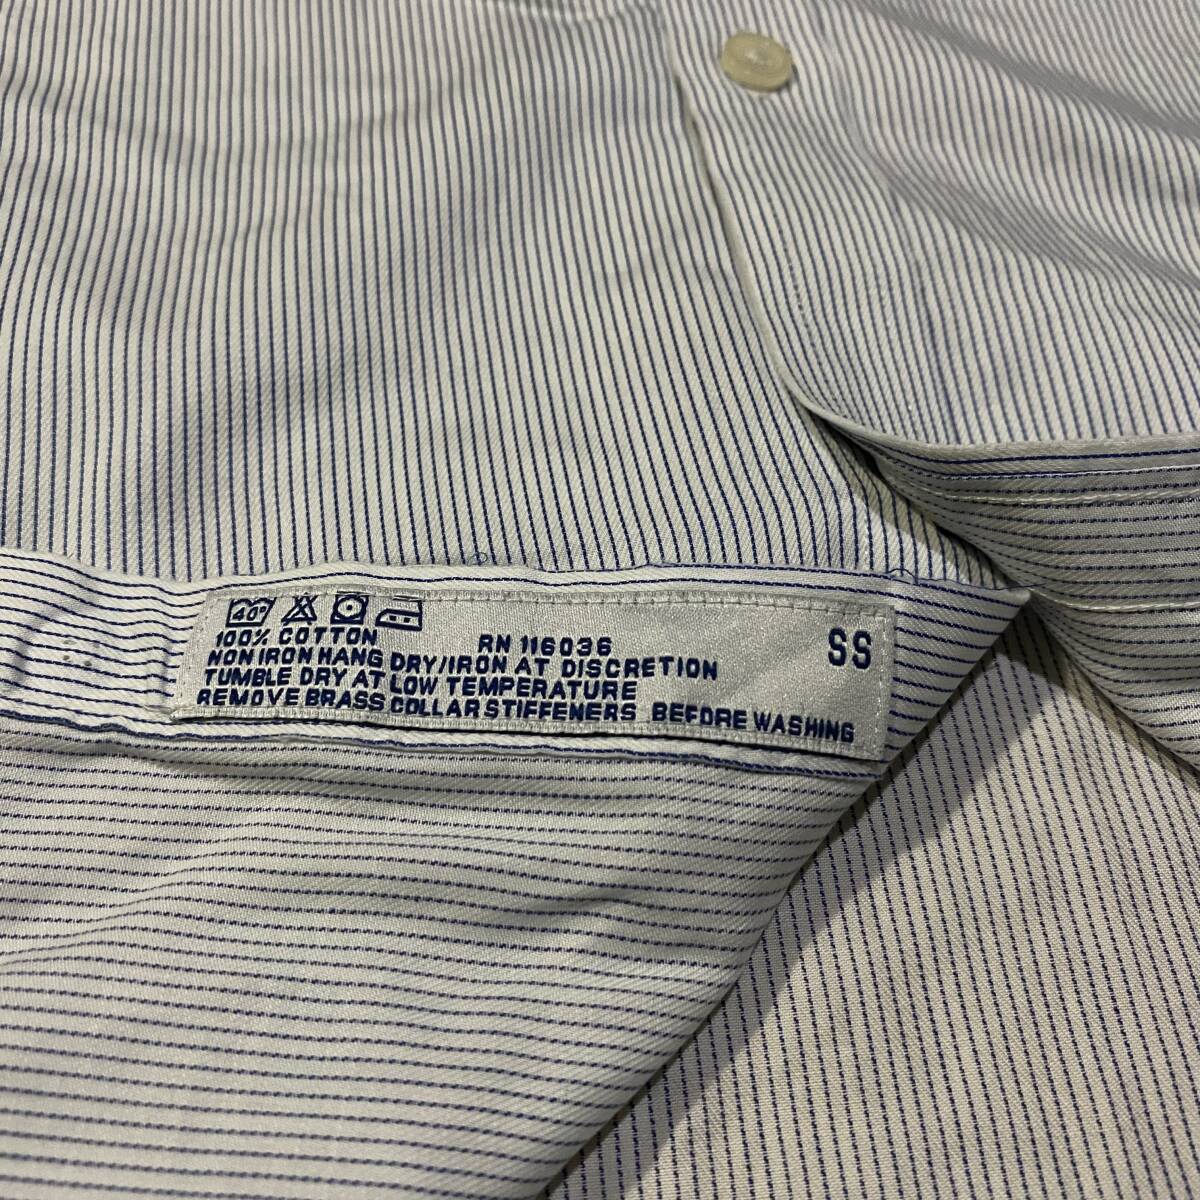 40°
100% COTTON RN 116036 SS
NON IRON HANG DRY/IRON AT DISCRETION
TUMBLE DRY AT LOW TEMPERATURE
REMOVE BRASS COLLAR STIFFENERS BEFORE WASHING